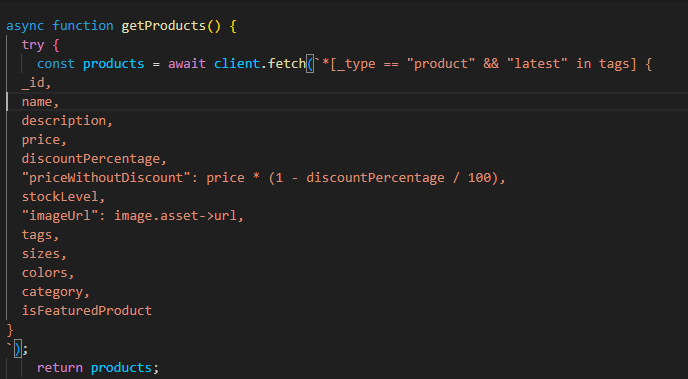 async function getProducts() {
try {
const products = await client.fetch(`*[_type == "product" && "latest" in tags] {
_id,
name,
description,
price,
discountPercentage,
"priceWithoutDiscount": price * (1 - discountPercentage / 100),
stockLevel,
"imageUrl": image.asset->url,
tags,
sizes,
colors,
category,
isFeaturedProduct
}
`);
return products;